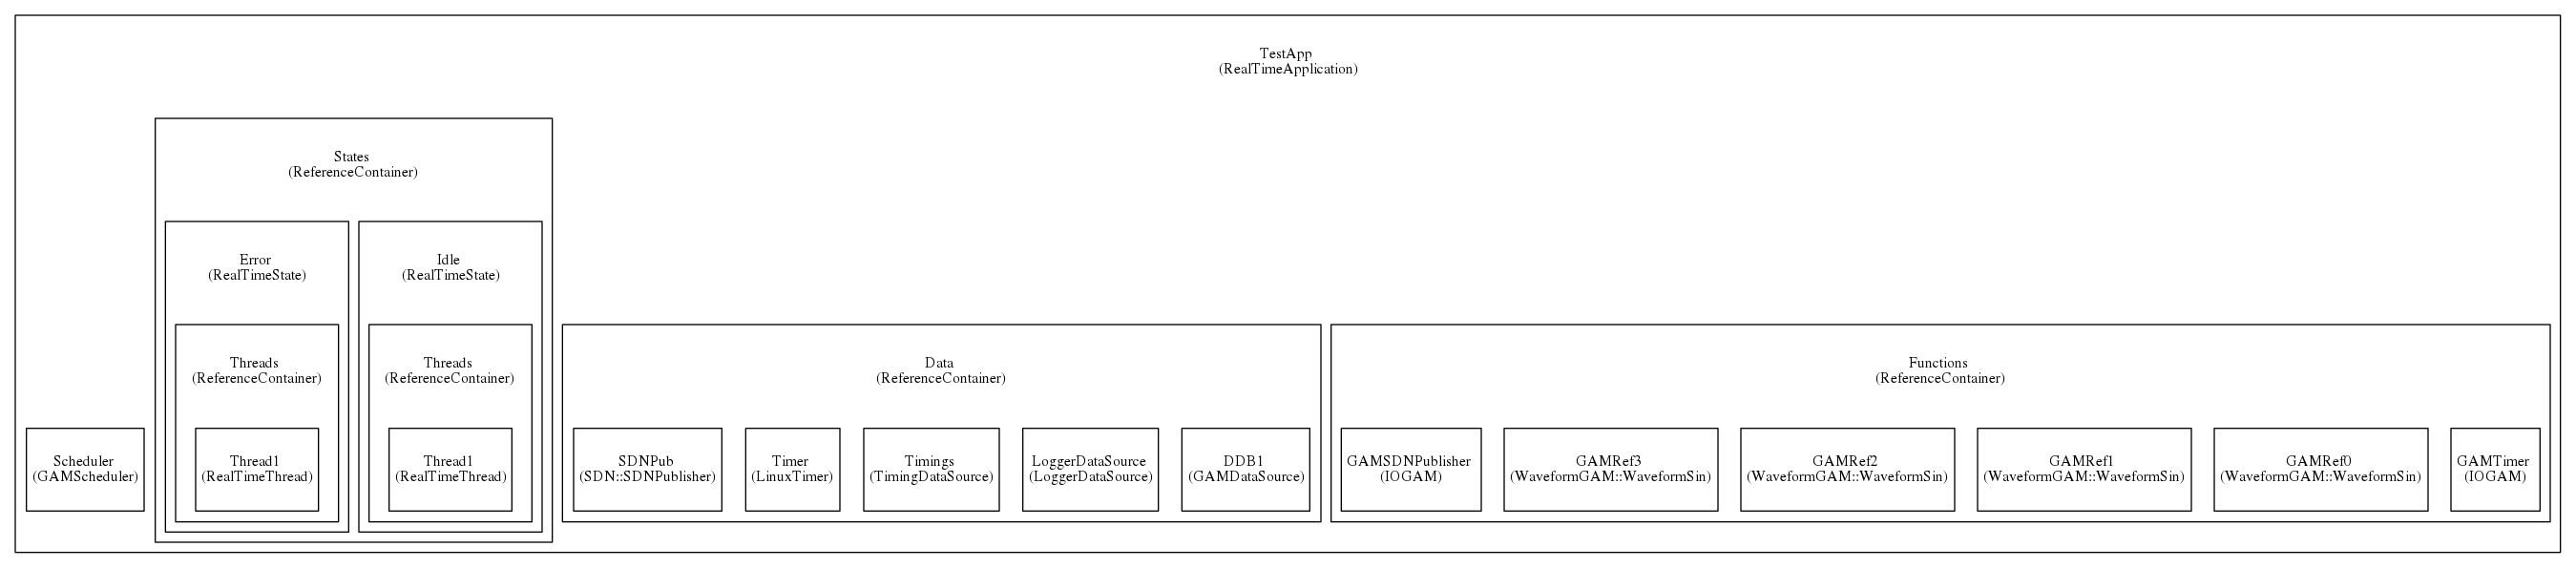 TestApp
(RealTimeApplication)
States
(ReferenceContainer)
Error
(RealTimeState)
Idle
(RealTimeState)
Threads
(ReferenceContainer)
Threads
(ReferenceContainer)
Data
(ReferenceContainer)
Functions
(ReferenceContainer)
Scheduler
(GAMScheduler)
Thread1
(RealTimeThread)
Thread1
(RealTimeThread)
SDNPub
(SDN::SDNPublisher)
Timer
(LinuxTimer)
Timings
(TimingDataSource)
LoggerDataSource
(LoggerDataSource)
DDB1
(GAMDataSource)
GAMSDNPublisher
(IOGAM)
GAMRef3
(WaveformGAM::WaveformSin)
GAMRef2
(WaveformGAM::WaveformSin)
GAMRef1
(WaveformGAM::WaveformSin)
GAMRef0
(WaveformGAM::WaveformSin)
GAMTimer
(IOGAM)